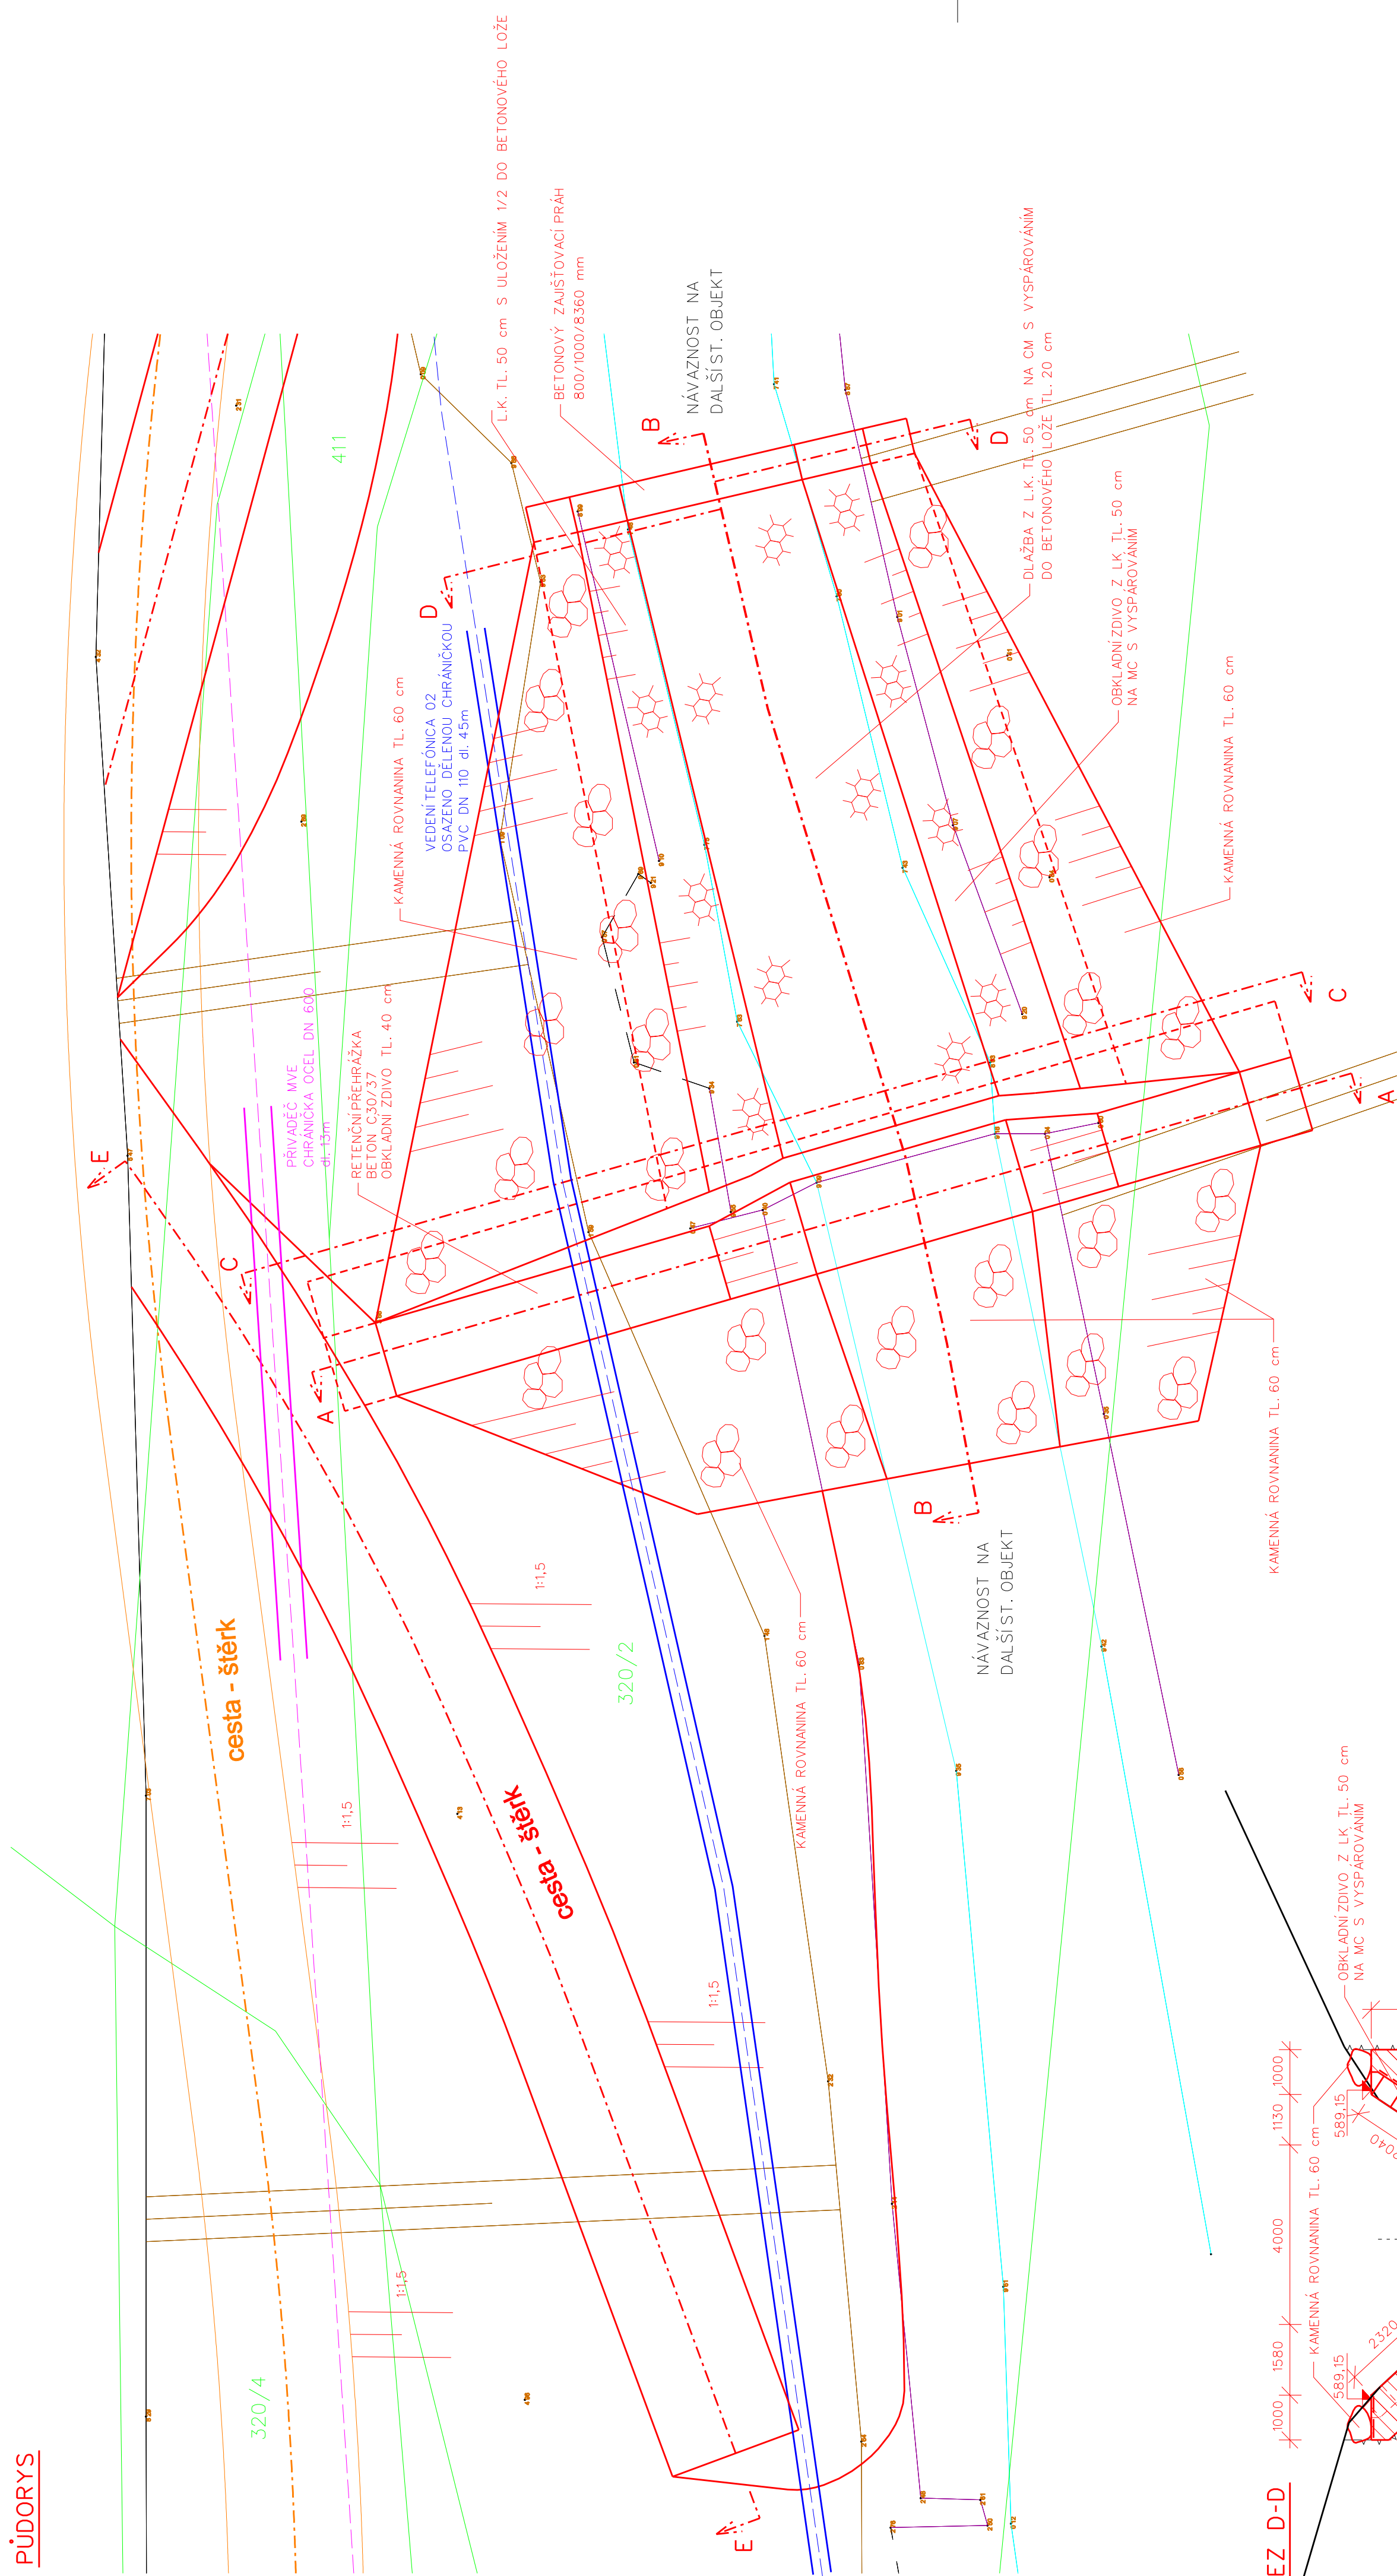 PŮDORYS
L.K. TL. 50 cm S ULOŽENÍM 1/2 DO BETONOVÉHO LOŽE
BETONOVÝ ZAJIŠŤOVACÍ PRÁH
800/1000/8360 mm
NÁVAZNOST NA
DALŠÍ ST. OBJEKT
B
D
D
DLAŽBA Z L.K. TL. 50 cm NA CM S VYSPÁROVÁNÍM
DO BETONOVÉHO LOŽE TL. 20 cm
OBKLADNÍ ZDIVO Z LK TL. 50 cm
NA MC S VYSPÁROVÁNÍM
KAMENNÁ ROVNANINA TL. 60 cm
411
KAMENNÁ ROVNANINA TL. 60 cm
VEDENÍ TELEFÓNICA 02
OSAZENO DĚLENOU CHRÁNIČKOU
PVC DN 110 dl. 45m
PŘIVADĚČ MVE
CHRÁNIČKA OCEL DN 600
dl. 13m
RETENČNÍ PŘEHRÁŽKA
BETON C30/37
OBKLADNÍ ZDIVO TL. 40 cm
E
C
A
C
A
B
NÁVAZNOST NA
DALŠÍ ST. OBJEKT
KAMENNÁ ROVNANINA TL. 60 cm
KAMENNÁ ROVNANINA TL. 60 cm
cesta - štěrk
cesta - štěrk
320/2
320/4
1:1,5
1:1,5
1:1,5
1:1,5
E
EZ D-D
1000
1580
4000
1130
1000
589,15
589,15
2320
KAMENNÁ ROVNANINA TL. 60 cm
OBKLADNÍ ZDIVO Z LK TL. 50 cm
NA MC S VYSPÁROVÁNÍM